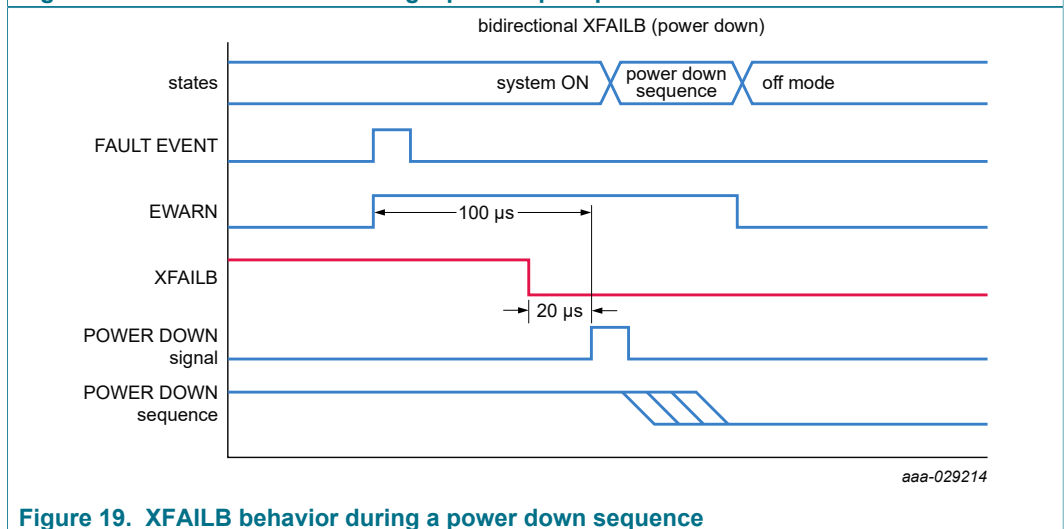 bidirectional XFAILB (power down)
states
system ON
power down
sequence
off mode
FAULT EVENT
EWARN
100 µs
XFAILB
20 µs
POWER DOWN
signal
POWER DOWN
sequence
aaa-029214
Figure 19. XFAILB behavior during a power down sequence